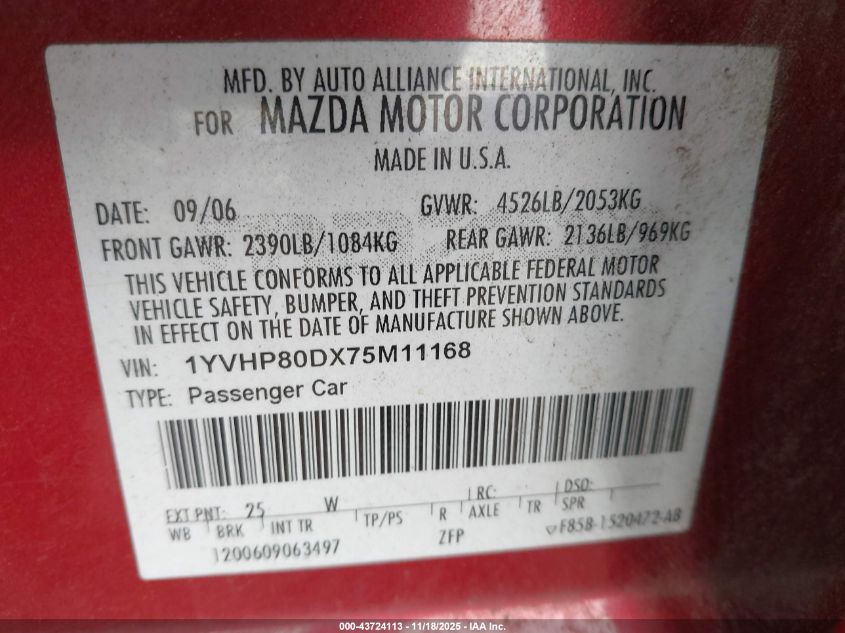 MFD. BY AUTO ALLIANCE INTERNATIONAL, INC.
FOR MAZDA MOTOR CORPORATION
MADE IN U.S.A.
DATE: 09/06 GVWR: 4526LB/2053KG
FRONT GAWR: 2390LB/1084KG REAR GAWR: 2136LB/969KG
THIS VEHICLE CONFORMS TO ALL APPLICABLE FEDERAL MOTOR
VEHICLE SAFETY, BUMPER, AND THEFT PREVENTION STANDARDS
IN EFFECT ON THE DATE OF MANUFACTURE SHOWN ABOVE.
VIN: 1YVHP80DX75M11168
TYPE: Passenger Car
EXT PNT: 25 W RC: DSO:
WB BRK INT TR TP/PS R AXLE TR SPR
1200609063497 ZFP F85B-1520472-AB
000-43724113 - 11/18/2025 - IAA Inc.